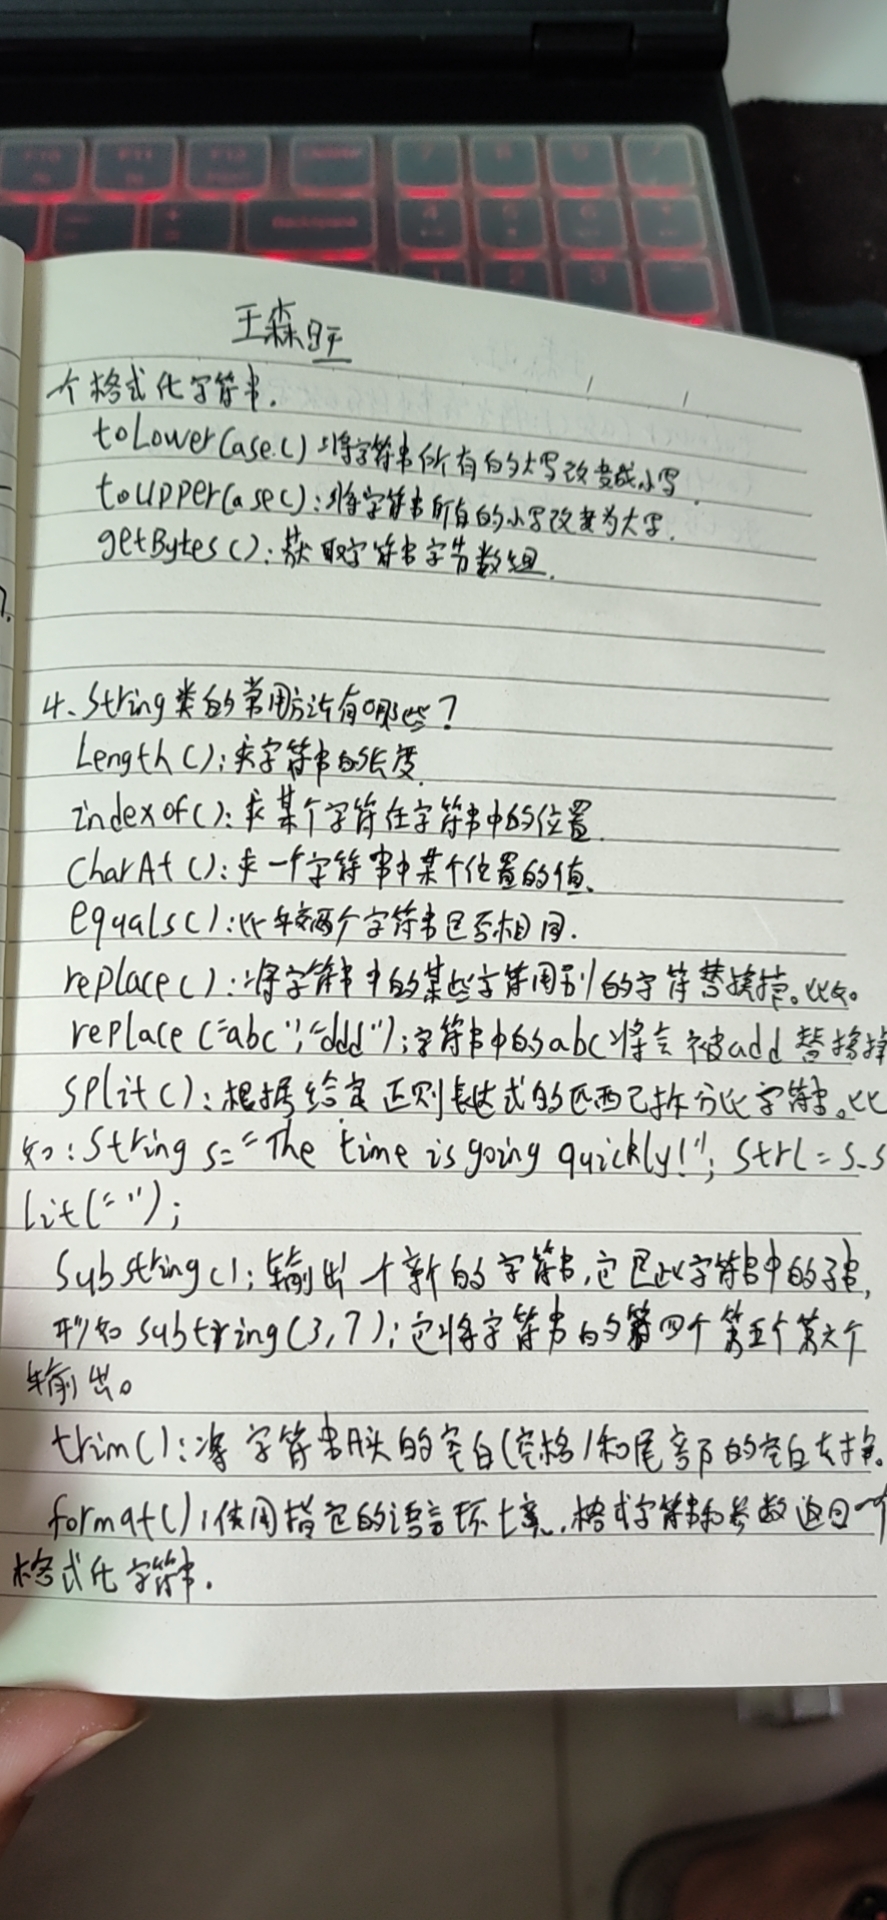 王森旺
个格式化字符串.
toLowerCase():将字符串所有的大写改变成小写.
toUpperCase():将字符串所有的小写改变为大写.
getBytes():获取字符串字节数组.
4、String类的常用方法有哪些?
Length():求字符串的长度.
indexof():求某个字符在字符串中的位置.
CharAt():求一个字符串中某个位置的值.
equals():比较两个字符串是否相同.
replace():将字符串中的某些字符用别的字符替换掉。比如。
replace("abc","ddd");字符串中的abc将会被add替换掉
split():根据给定正则表达式的匹配拆分此字符串。比
如:String s="The time is going quickly!"; Str1=s.s
lit(" ");
Substring():输出一个新的字符串,它是此字符串中的子串,
形如substring(3,7);它将字符串的第四个第五个第六个
输出。
trim():将字符串开头的空白(空格)和尾部的空白去掉。
format():使用指定的语言环境.格式字符串和参数返回一个
格式化字符串.